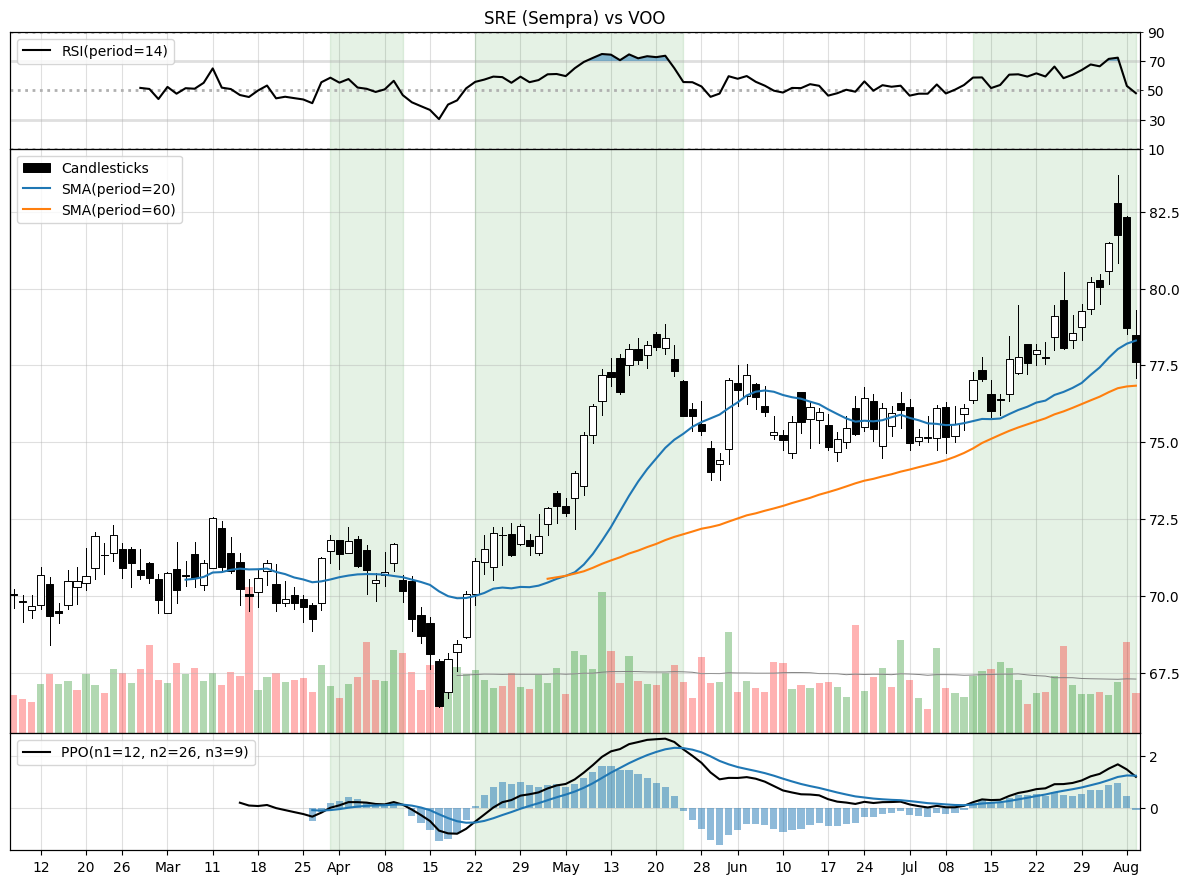 SRE (Sempra) vs VOO
RSI(period=14)
90
70
50
30
10
Candlesticks
SMA(period=20)
SMA(period=60)
82.5
80.0
77.5
75.0
72.5
70.0
67.5
PPO(n1=12, n2=26, n3=9)
2
0
12 20 26 Mar 11 18 25 Apr 08 15 22 29 May 13 20 28 Jun 10 17 24 Jul 08 15 22 29 Aug